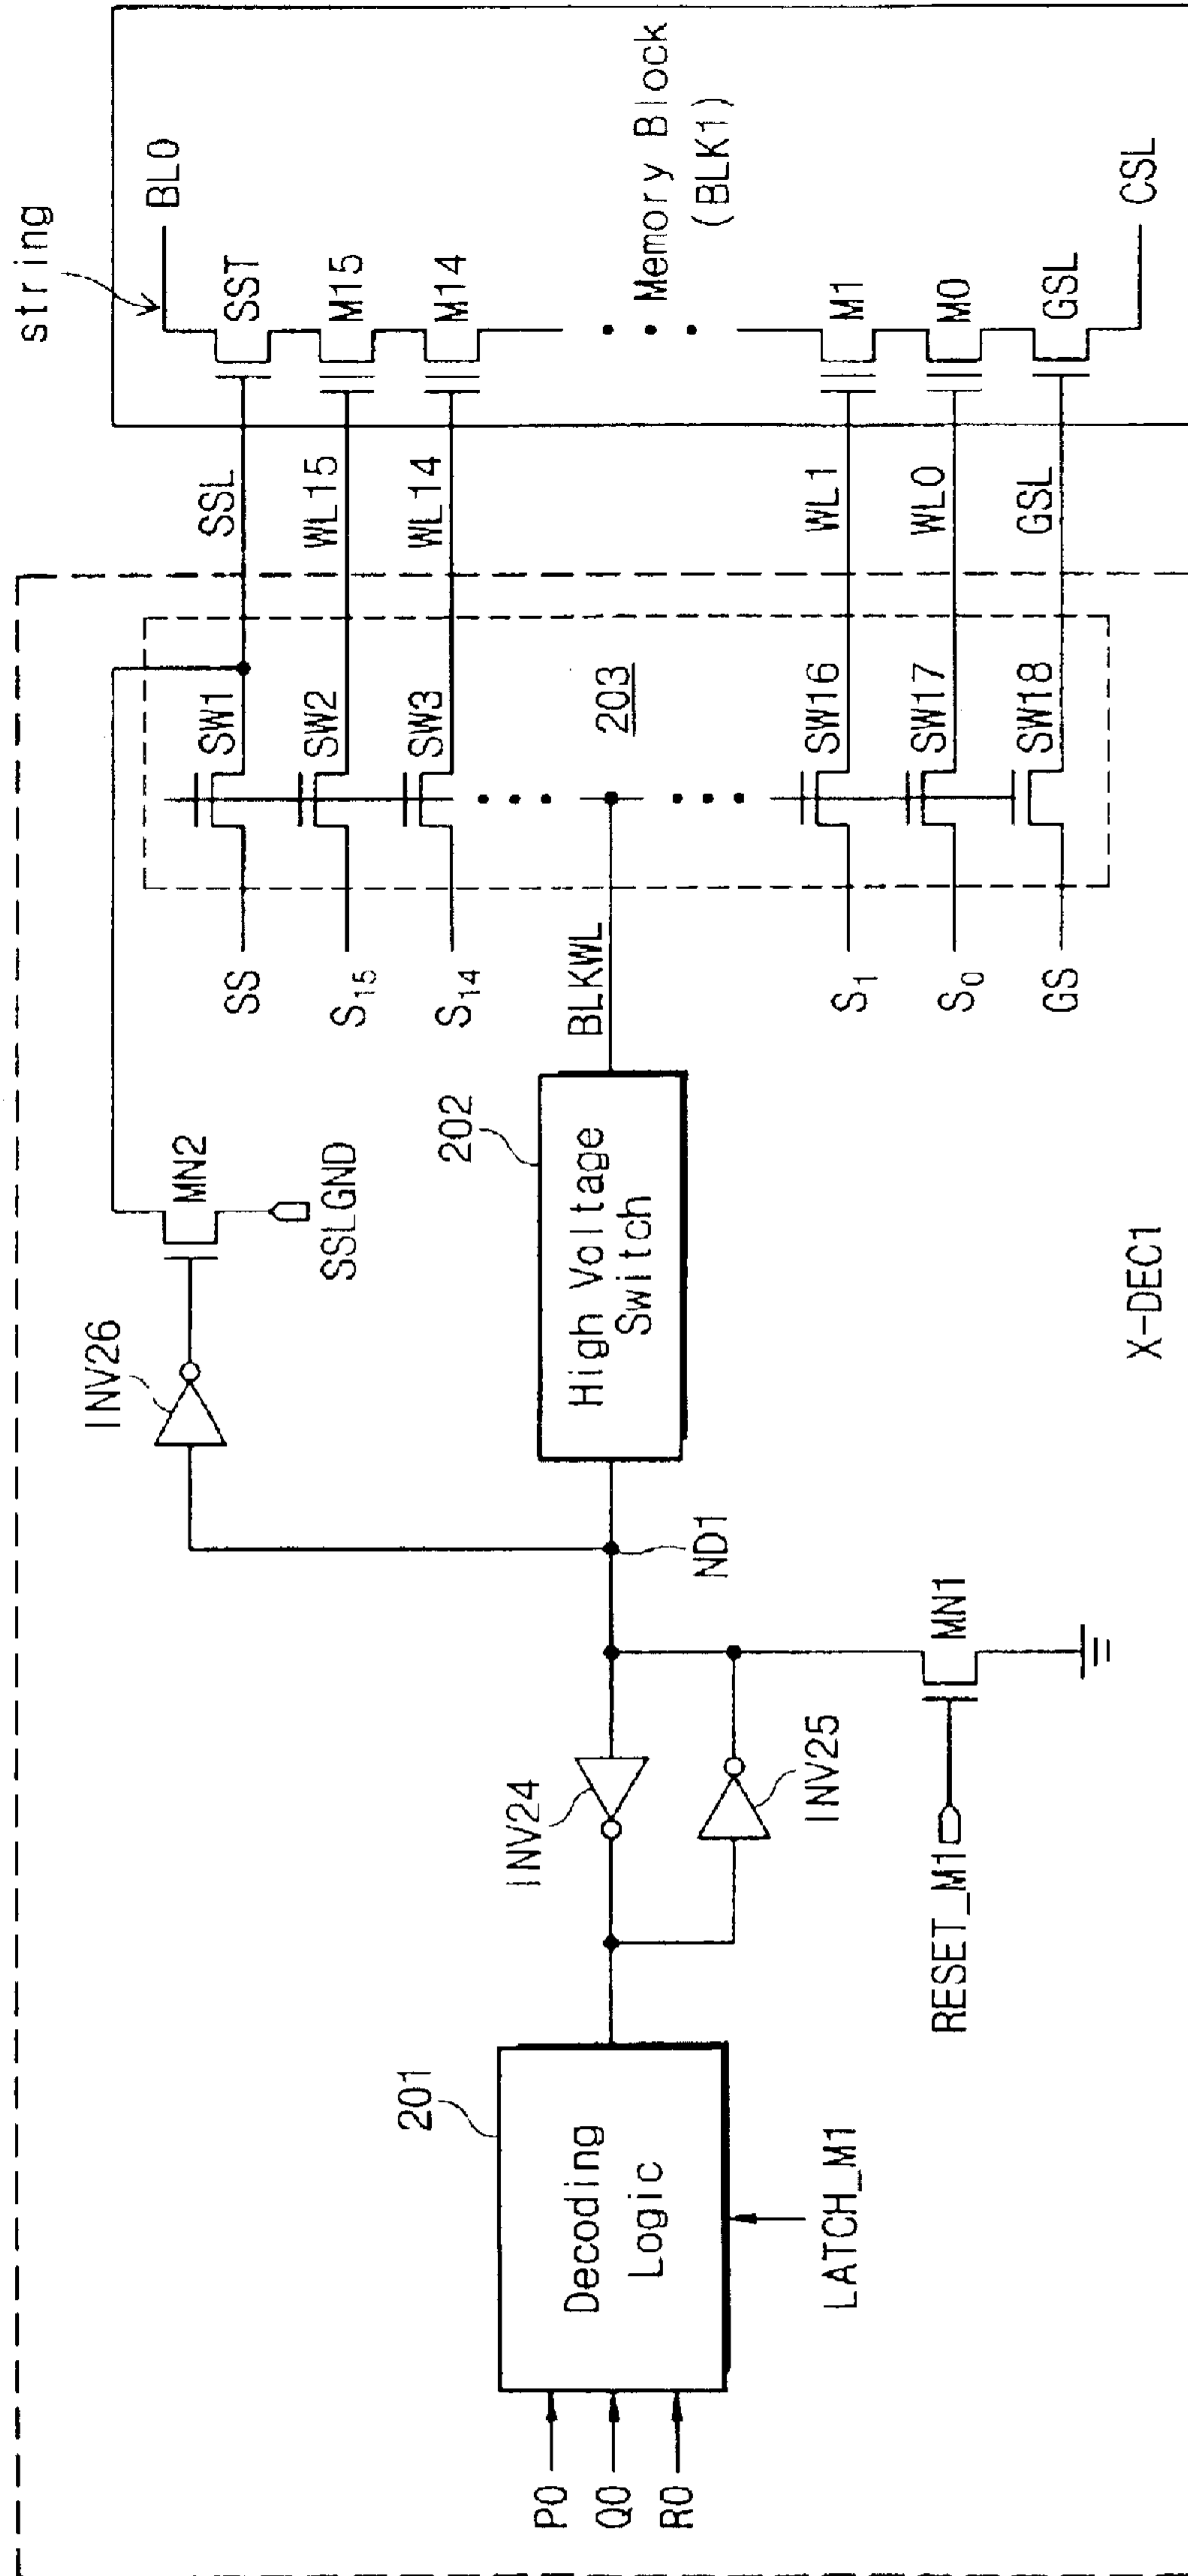 string
BL0
SST
M15
M14
Memory Block
(BLK1)
M1
M0
GSL
CSL
SSL
WL15
WL14
WL1
WL0
GSL
SW1
SW2
SW3
203
SW16
SW17
SW18
SS
S15
S14
BLKWL
S1
S0
GS
MN2
SSLGND
INV26
202
High Voltage
Switch
X-DEC1
ND1
INV24
INV25
MN1
RESET_M1
201
Decoding
Logic
LATCH_M1
P0
Q0
R0